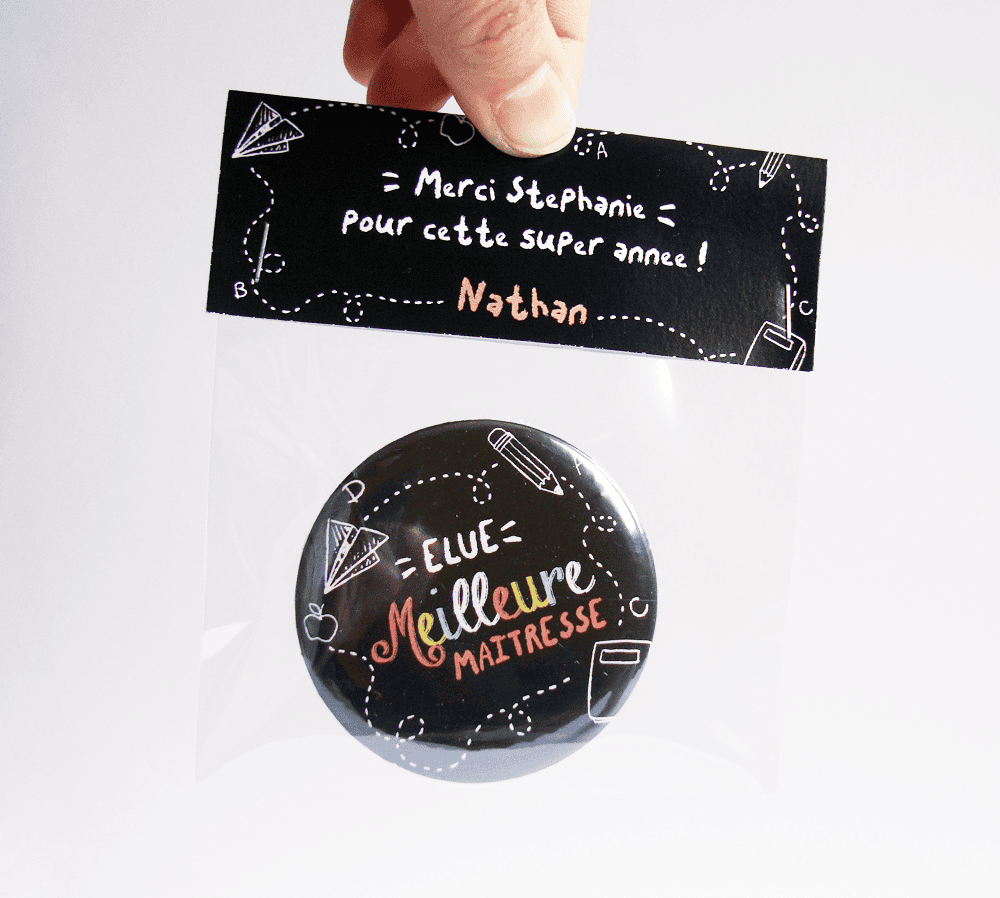 A
= Merci Stephanie =
pour cette super annee !
B
Nathan
C
A
D
= ELUE =
Meilleure
MAITRESSE
C